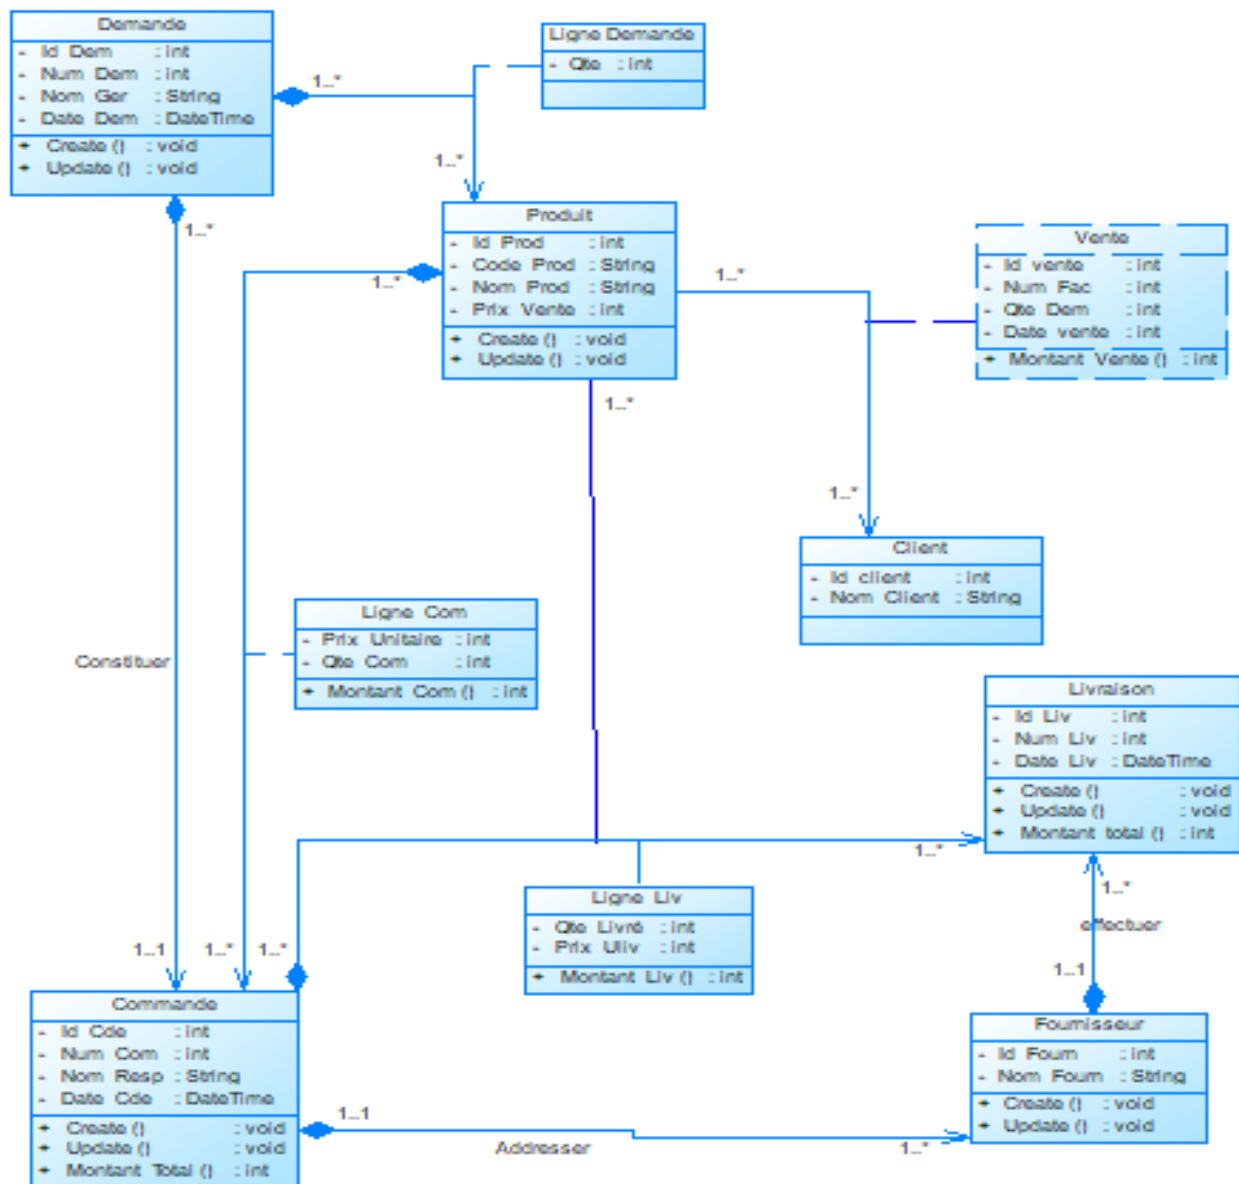 Demande
- Id Dem : int
- Num Dem : int
- Nom Ger : String
- Date Dem : DateTime
+ Create () : void
+ Update () : void
1..*
1..*
Ligne Demande
- Qte : int
1..*
Produit
- Id Prod : int
- Code Prod : String
- Nom Prod : String
- Prix Vente : int
+ Create () : void
+ Update () : void
1..*
1..*
1..*
Vente
- Id vente : int
- Num Fac : int
- Qte Dem : int
- Date vente : int
+ Montant Vente () : int
1..*
Client
- Id client : int
- Nom Client : String
Ligne Com
- Prix Unitaire : int
- Qte Com : int
+ Montant Com () : int
Constituer
Livraison
- Id Liv : int
- Num Liv : int
- Date Liv : DateTime
+ Create () : void
+ Update () : void
+ Montant total () : int
1..*
1..*
effectuer
1..1
Ligne Liv
- Qte Livré : int
- Prix Uliv : int
+ Montant Liv () : int
1..1
1..*
1..*
Commande
- Id Cde : int
- Num Com : int
- Nom Resp : String
- Date Cde : DateTime
+ Create () : void
+ Update () : void
+ Montant Total () : int
1..1
Addresser
1..*
Fournisseur
- Id Fourn : int
- Nom Fourn : String
+ Create () : void
+ Update () : void